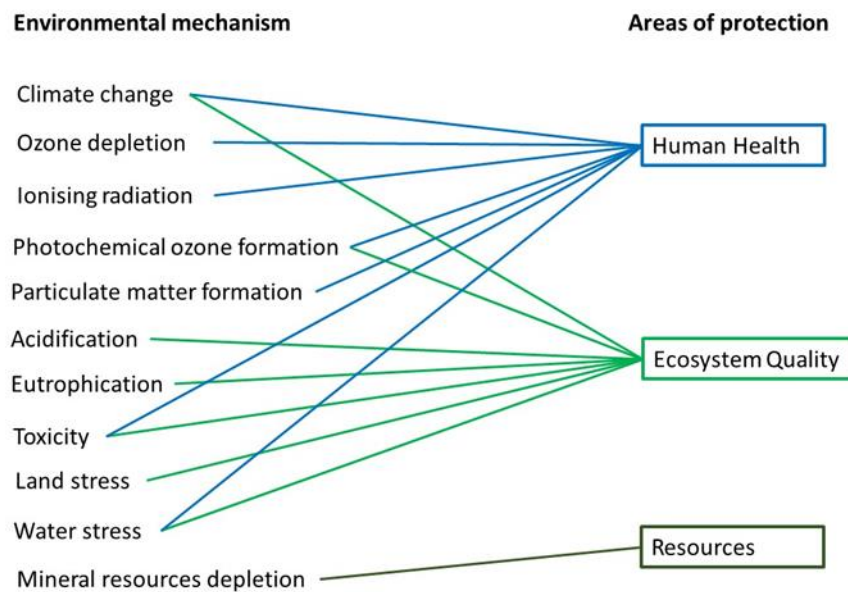 Environmental mechanism
Areas of protection
Climate change
Ozone depletion
Human Health
Ionising radiation
Photochemical ozone formation
Particulate matter formation
Acidification
Ecosystem Quality
Eutrophication
Toxicity
Land stress
Water stress
Resources
Mineral resources depletion